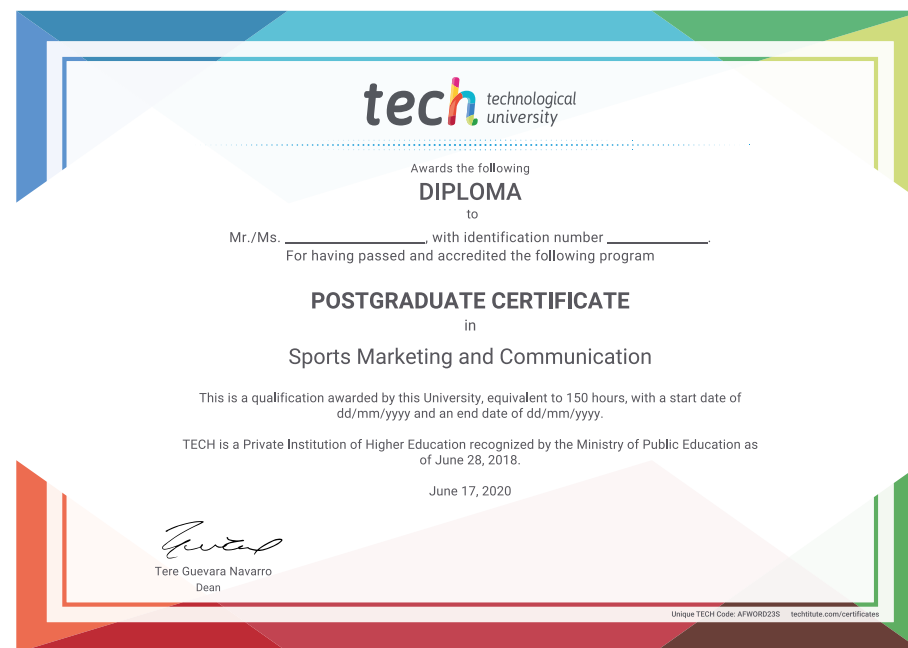 tech technological
university
Awards the following
DIPLOMA
to
Mr./Ms. ____________________, with identification number ______________.
For having passed and accredited the following program
POSTGRADUATE CERTIFICATE
in
Sports Marketing and Communication
This is a qualification awarded by this University, equivalent to 150 hours, with a start date of
dd/mm/yyyy and an end date of dd/mm/yyyy.
TECH is a Private Institution of Higher Education recognized by the Ministry of Public Education as
of June 28, 2018.
June 17, 2020
Tere Guevara Navarro
Dean
Unique TECH Code: AFWORD23S techtitute.com/certificates